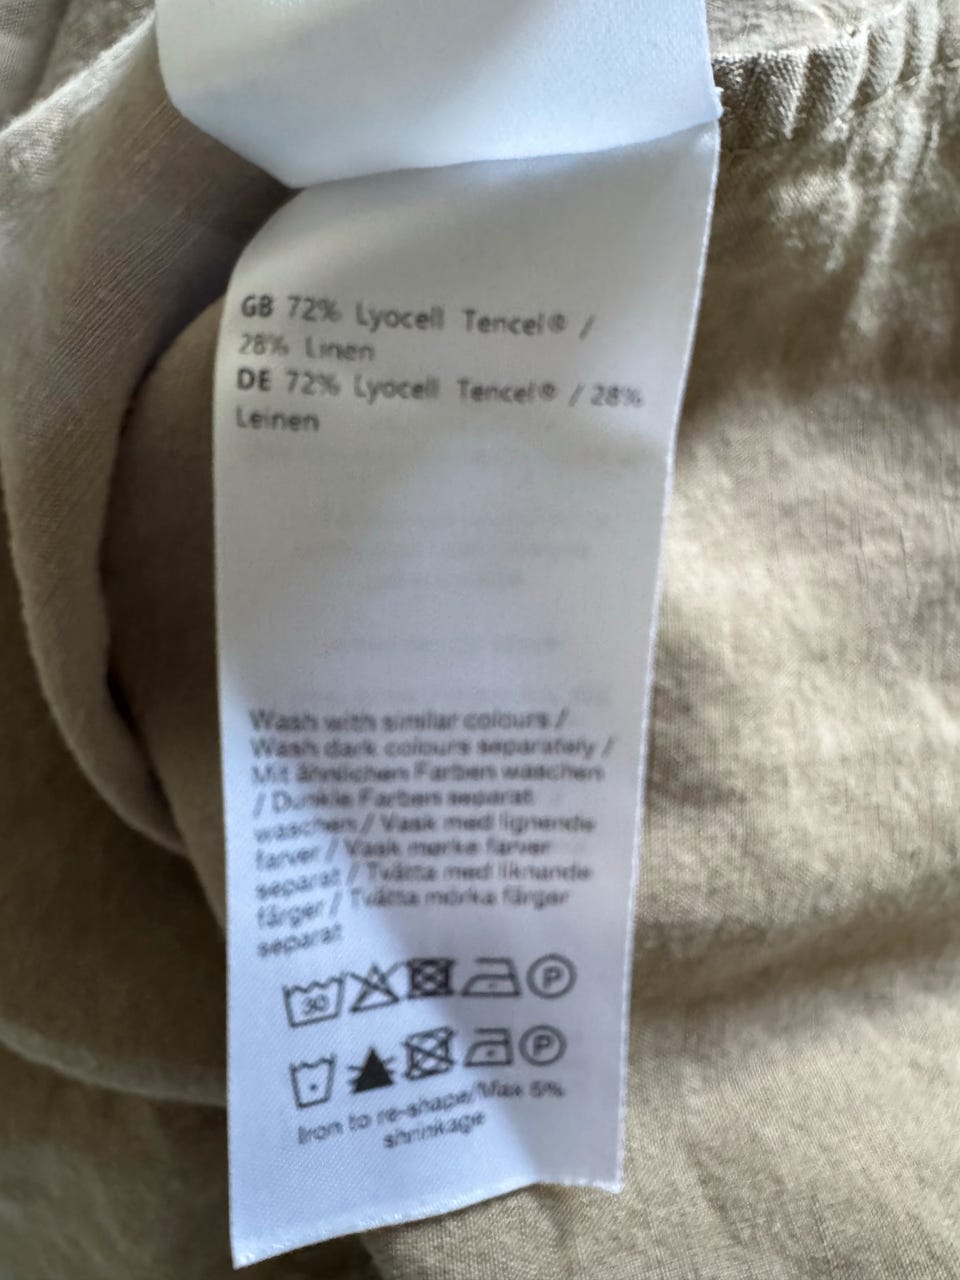 GB 72% Lyocell Tencel® /
28% Linen
DE 72% Lyocell Tencel® / 28%
Leinen
Wash with similar colours /
Wash dark colours separately /
Mit ähnlichen Farben waschen
/ Dunkle Farben separat
waschen / Vask med lignende
farver / Vask mørke farver
separat / Tvätta med liknande
färger / Tvätta mörka färger
separat
30 P
P
Iron to re-shape/Max 5%
shrinkage